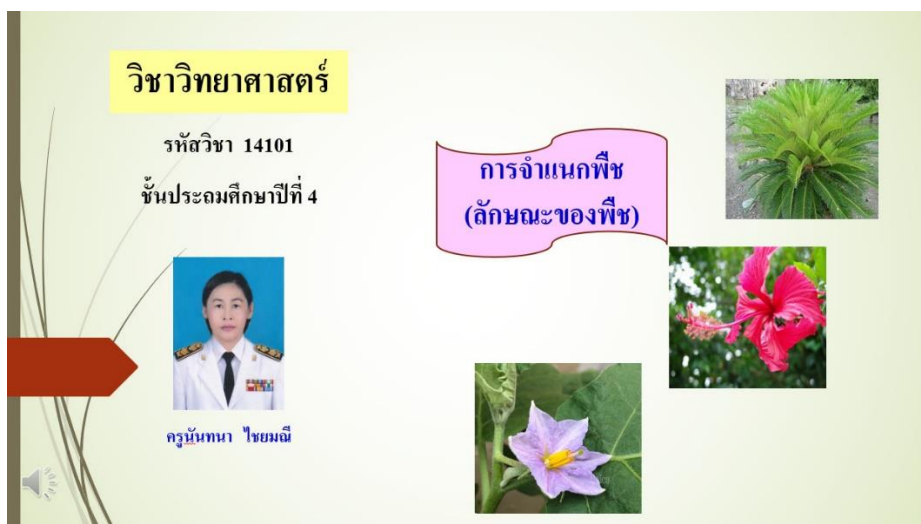 วิชาวิทยาศาสตร์
รหัสวิชา 14101
ชั้นประถมศึกษาปีที่ 4
ครูนันทนา ไชยมณี
การจำแนกพืช
(ลักษณะของพืช)